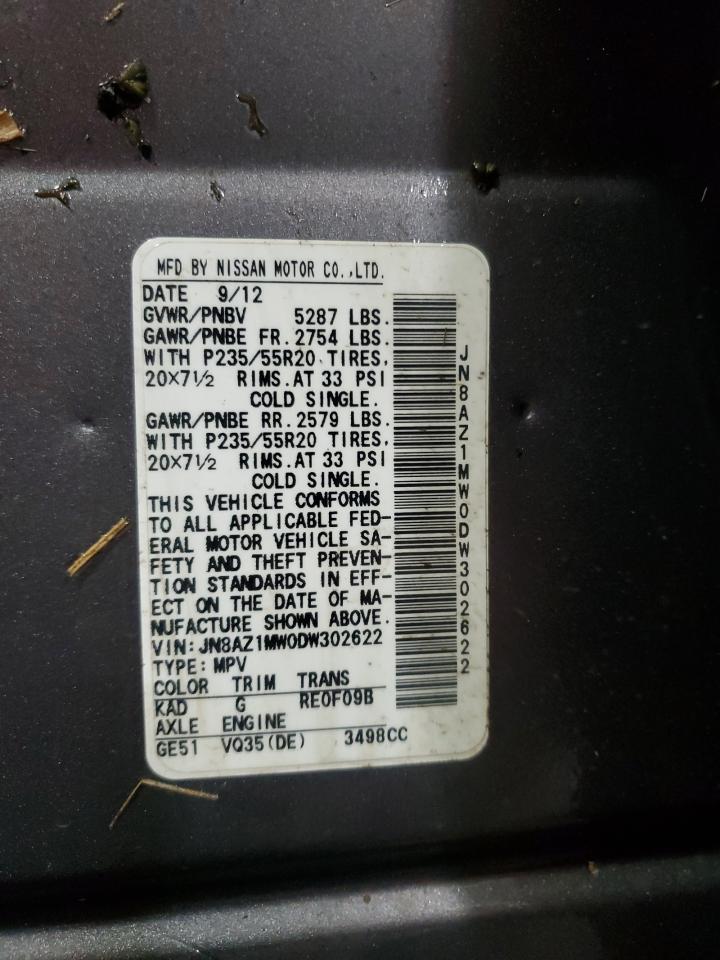 MFD BY NISSAN MOTOR CO.,LTD.
DATE 9/12
GVWR/PNBV 5287 LBS.
GAWR/PNBE FR. 2754 LBS.
WITH P235/55R20 TIRES,
20X7½ RIMS.AT 33 PSI
COLD SINGLE.
GAWR/PNBE RR. 2579 LBS.
WITH P235/55R20 TIRES,
20X7½ RIMS.AT 33 PSI
COLD SINGLE.
THIS VEHICLE CONFORMS
TO ALL APPLICABLE FED-
ERAL MOTOR VEHICLE SA-
FETY AND THEFT PREVEN-
TION STANDARDS IN EFF-
ECT ON THE DATE OF MA-
NUFACTURE SHOWN ABOVE.
VIN:JN8AZ1MW0DW302622
TYPE:MPV
COLOR TRIM TRANS
KAD G RE0F09B
AXLE ENGINE
GE51 VQ35(DE) 3498CC
JN8AZ1MW0DW302622